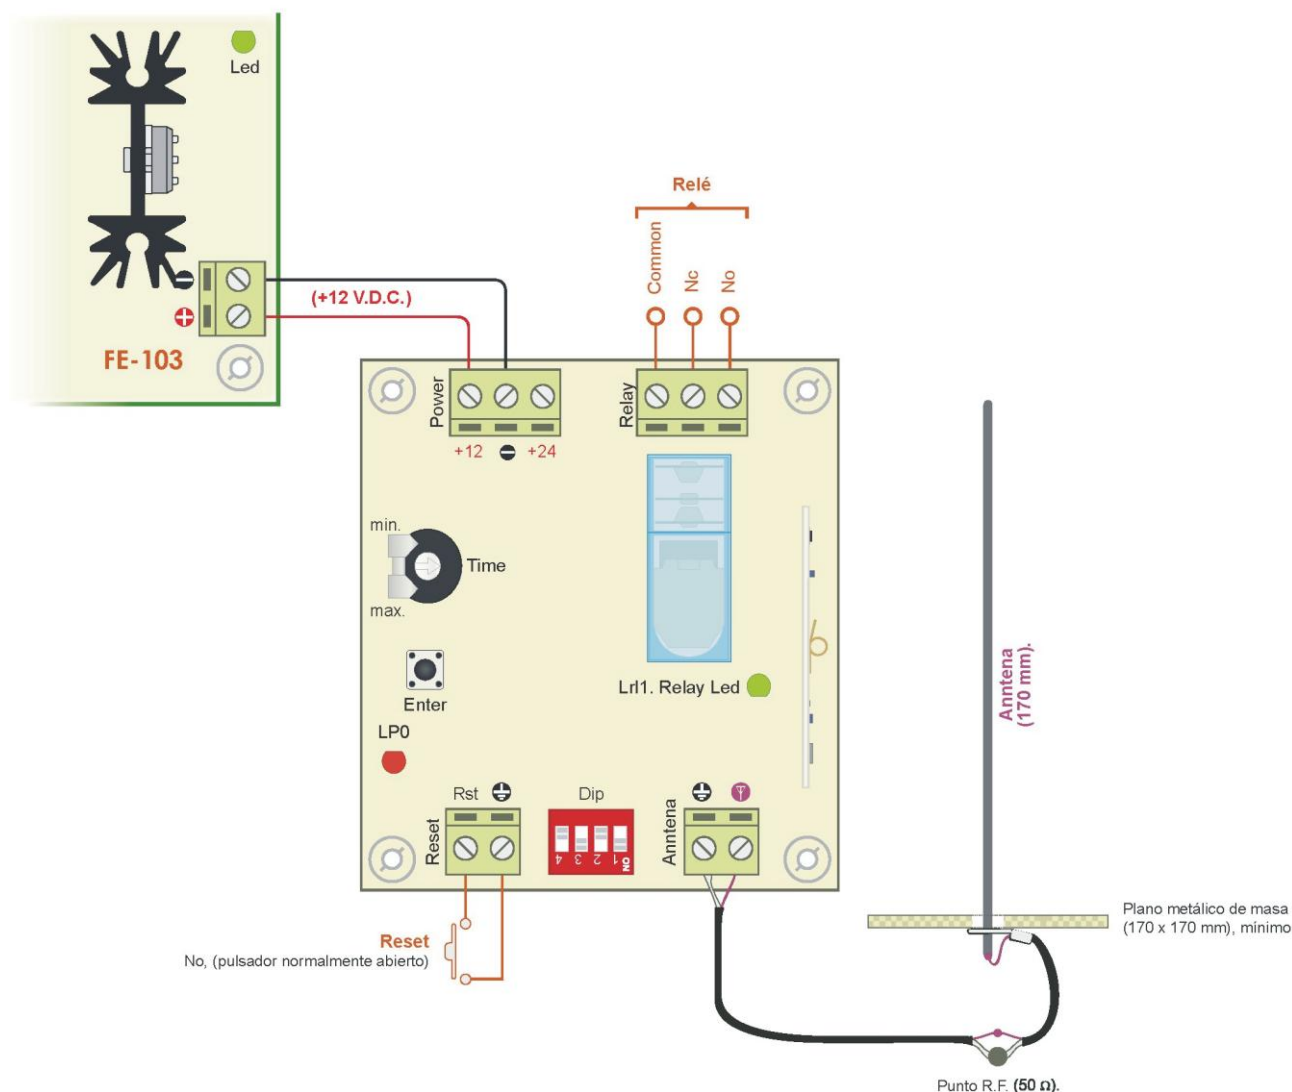 Led
Relé
Common
Nc
No
(+12 V.D.C.)
FE-103
Power
Relay
+12
+24
min.
Time
max.
Enter
Lrl1. Relay Led
LP0
Anntena
(170 mm).
Rst
Dip
Reset
4 3 2 1
ON
Anntena
Plano metálico de masa
(170 x 170 mm), mínimo
Reset
No, (pulsador normalmente abierto)
Punto R.F. (50 Ω).